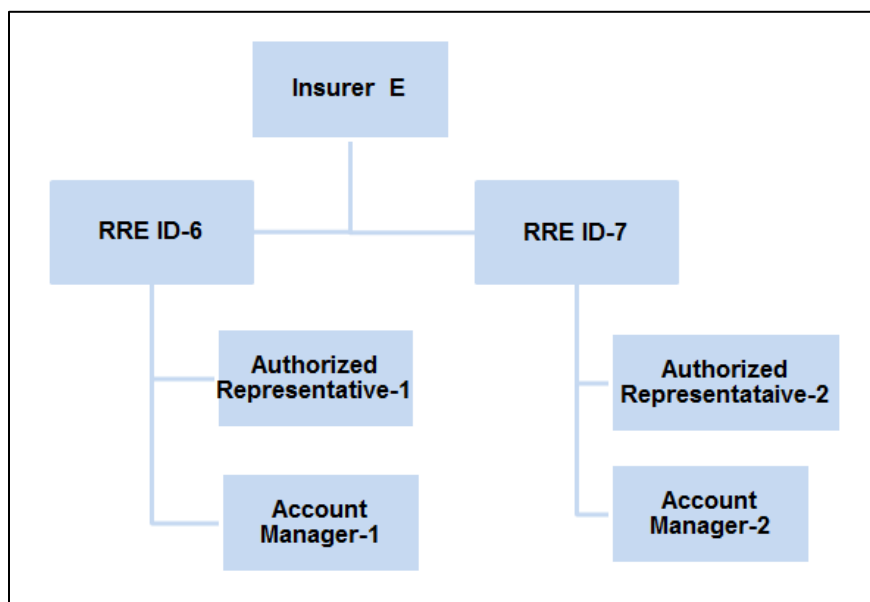 Insurer E
RRE ID-6
RRE ID-7
Authorized
Representative-1
Authorized
Representataive-2
Account
Manager-1
Account
Manager-2